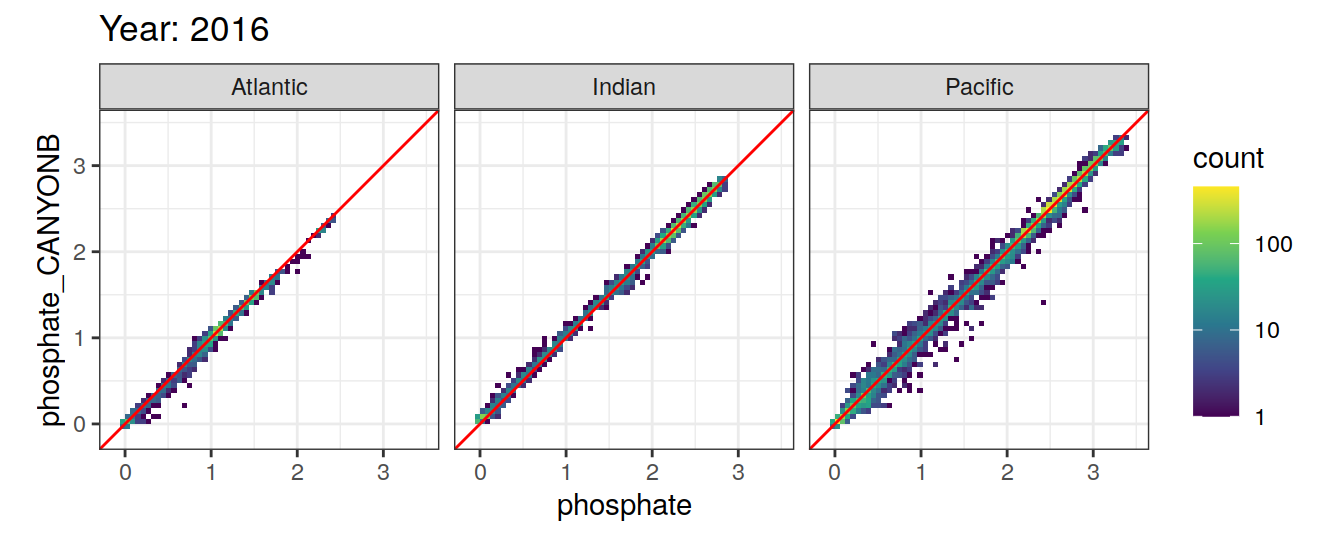 Year: 2016
Atlantic
Indian
Pacific
phosphate_CANYONB
3
2
1
0
0 1 2 3
0 1 2 3
0 1 2 3
phosphate
count
100
10
1